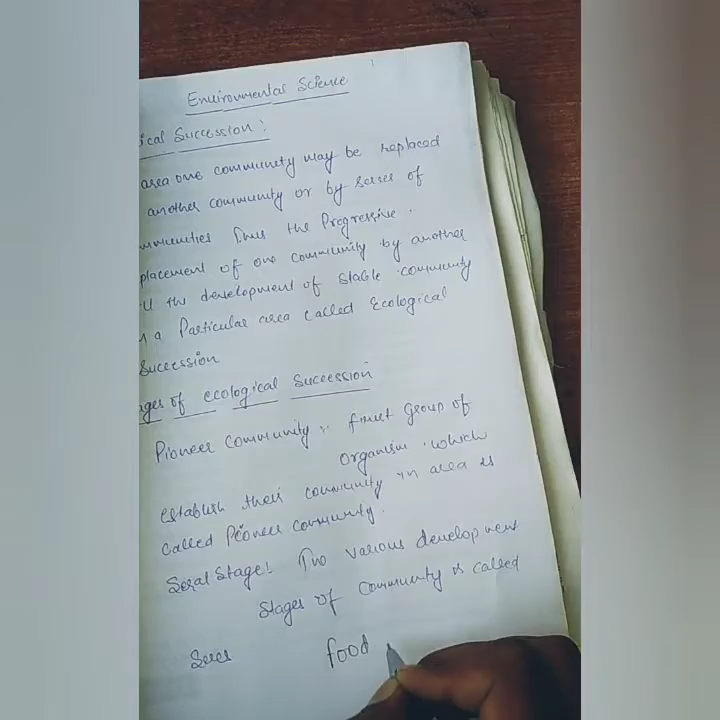 Environmental Science
ical Succession:
area one community may be replaced
another community or by series of
mmunities Thus the Progressive.
placement of one community by another
ll the development of stable community
n a Particular area called Ecological
Succession
ages of ecological Succession
Pioneer Community: first Group of
Organism which
establish their community in area is
called Pioneer community.
Seral Stage: The various development
Stages of Community is called
Seres food